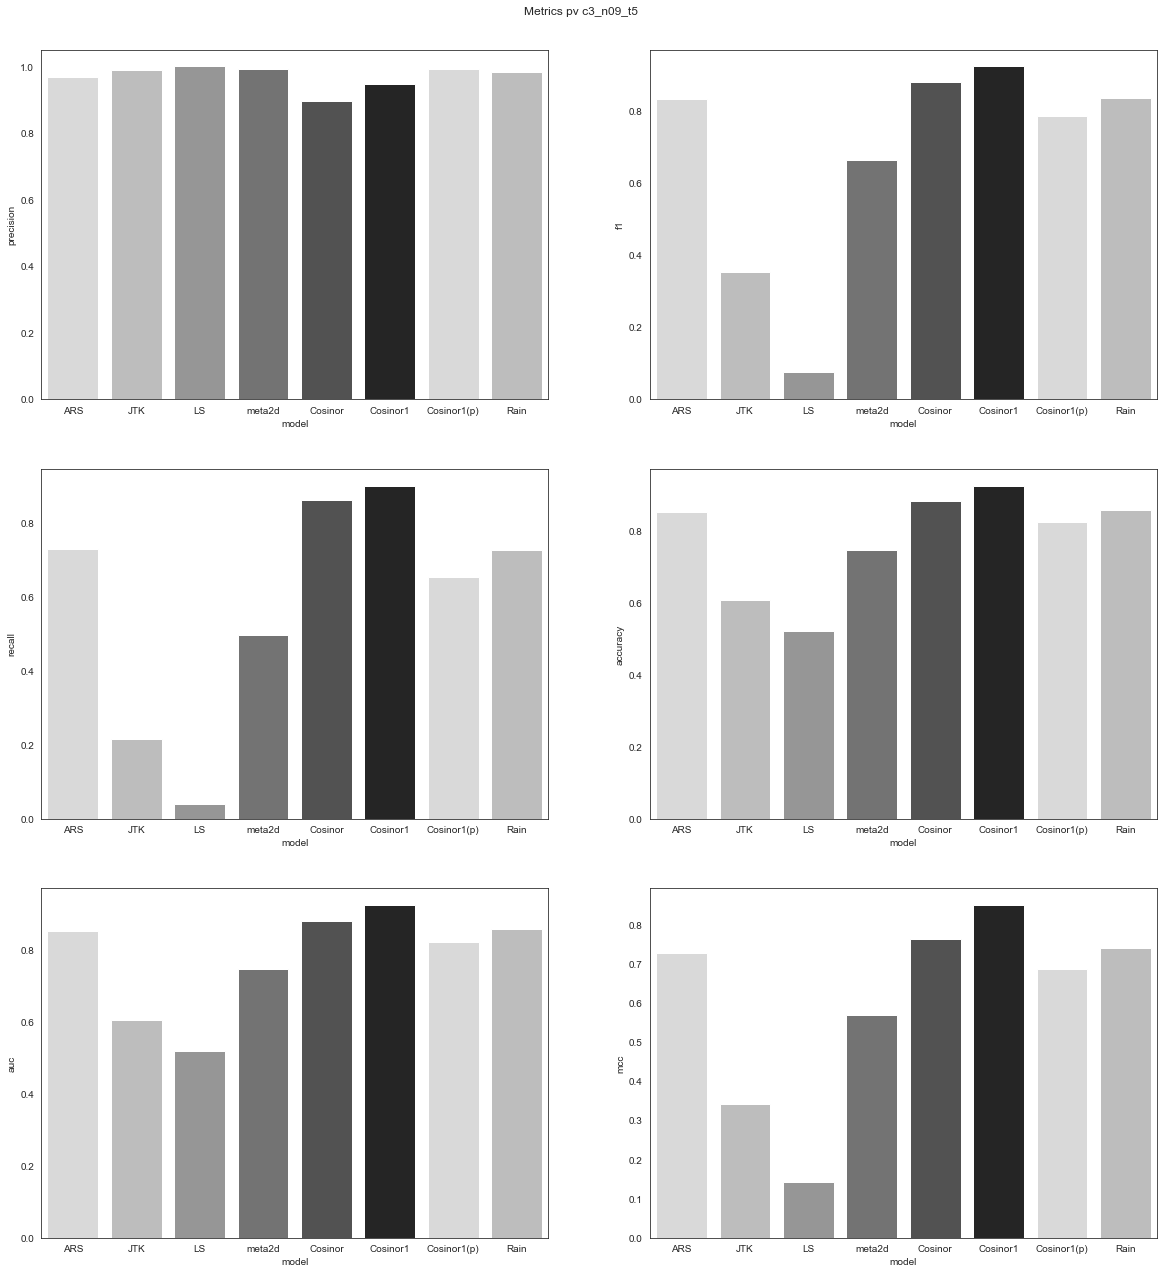 Metrics pv c3_n09_t5
1.0
0.8
0.6
0.4
0.2
0.0
precision
ARS JTK LS meta2d Cosinor Cosinor1 Cosinor1(p) Rain
model
0.8
0.6
0.4
0.2
0.0
f1
ARS JTK LS meta2d Cosinor Cosinor1 Cosinor1(p) Rain
model
0.8
0.6
0.4
0.2
0.0
recall
ARS JTK LS meta2d Cosinor Cosinor1 Cosinor1(p) Rain
model
0.8
0.6
0.4
0.2
0.0
accuracy
ARS JTK LS meta2d Cosinor Cosinor1 Cosinor1(p) Rain
model
0.8
0.6
0.4
0.2
0.0
auc
ARS JTK LS meta2d Cosinor Cosinor1 Cosinor1(p) Rain
model
0.8
0.7
0.6
0.5
0.4
0.3
0.2
0.1
0.0
mcc
ARS JTK LS meta2d Cosinor Cosinor1 Cosinor1(p) Rain
model